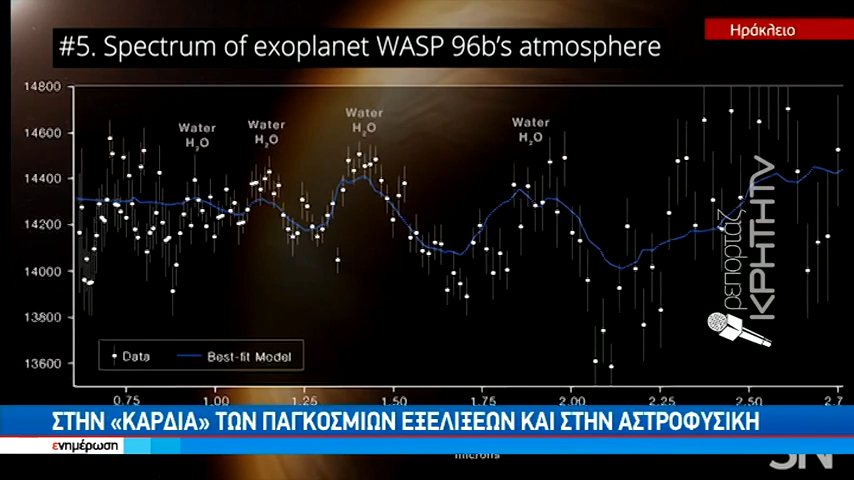 #5. Spectrum of exoplanet WASP 96b's atmosphere
Ηράκλειο
14800
14600
14400
14200
14000
13800
13600
Water
H₂O
Water
H₂O
Water
H₂O
Water
H₂O
ρεπορτάζ
ΚΡΗΤΗTV
Data
Best-fit Model
0.75
1.00
1.25
1.50
1.75
2.00
2.25
2.50
2.7
ΣΤΗΝ «ΚΑΡΔΙΑ» ΤΩΝ ΠΑΓΚΟΣΜΙΩΝ ΕΞΕΛΙΞΕΩΝ ΚΑΙ ΣΤΗΝ ΑΣΤΡΟΦΥΣΙΚΗ
ενημέρωση
microns